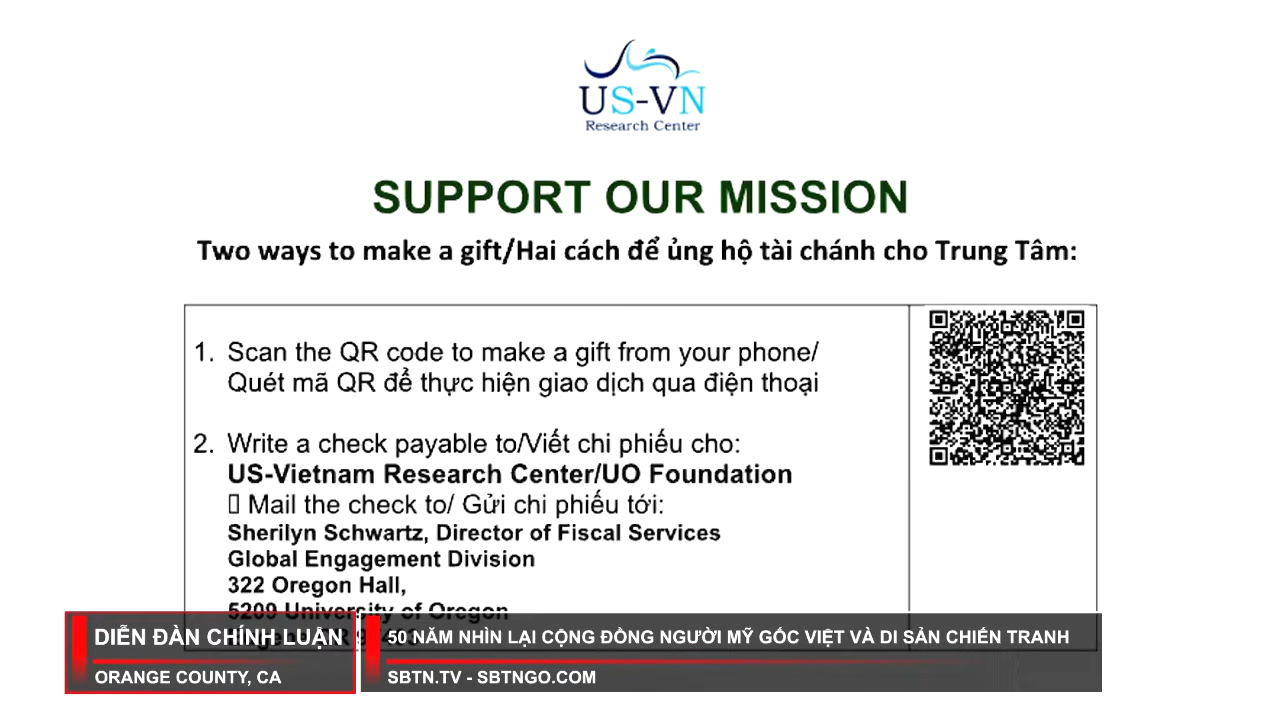 US-VN
Research Center
SUPPORT OUR MISSION
Two ways to make a gift/Hai cách để ủng hộ tài chánh cho Trung Tâm:
1. Scan the QR code to make a gift from your phone/
Quét mã QR để thực hiện giao dịch qua điện thoại
2. Write a check payable to/Viết chi phiếu cho:
US-Vietnam Research Center/UO Foundation
Mail the check to/ Gửi chi phiếu tới:
Sherilyn Schwartz, Director of Fiscal Services
Global Engagement Division
322 Oregon Hall,
5209 University of Oregon
DIỄN ĐÀN CHÍNH LUẬN
ORANGE COUNTY, CA
50 NĂM NHÌN LẠI CỘNG ĐỒNG NGƯỜI MỸ GỐC VIỆT VÀ DI SẢN CHIẾN TRANH
SBTN.TV - SBTNGO.COM